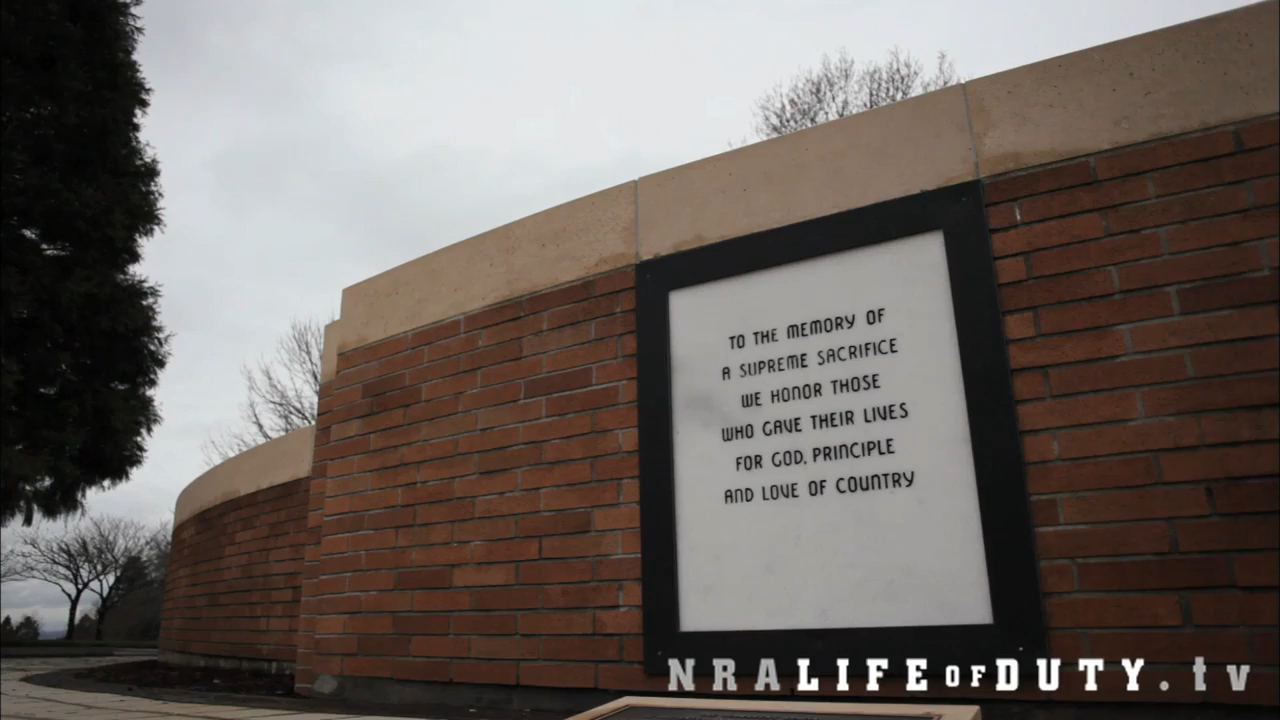 TO THE MEMORY OF
A SUPREME SACRIFICE
WE HONOR THOSE
WHO GAVE THEIR LIVES
FOR GOD, PRINCIPLE
AND LOVE OF COUNTRY
NRALIFEOFDUTY.tv